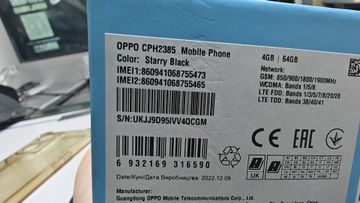 OPPO CPH2385 Mobile Phone
Color: Starry Black
IMEI1:860941068755473
IMEI2:860941068755465
S/N:UKJJ9D95IVV4QCGM
6 932169 316590
4GB | 64GB
Network:
GSM: 850/900/1800/1900MHz
WCDMA: Bands 1/5/8
LTE FDD: Bands 1/3/5/7/8/20/28
LTE TDD: Bands 38/40/41
CE
EAC
UK
Date/Күні/Дата Виробництва: 2022.12.09
Manufacturer:
Guangdong OPPO Mobile Telecommunications Corp., Ltd.